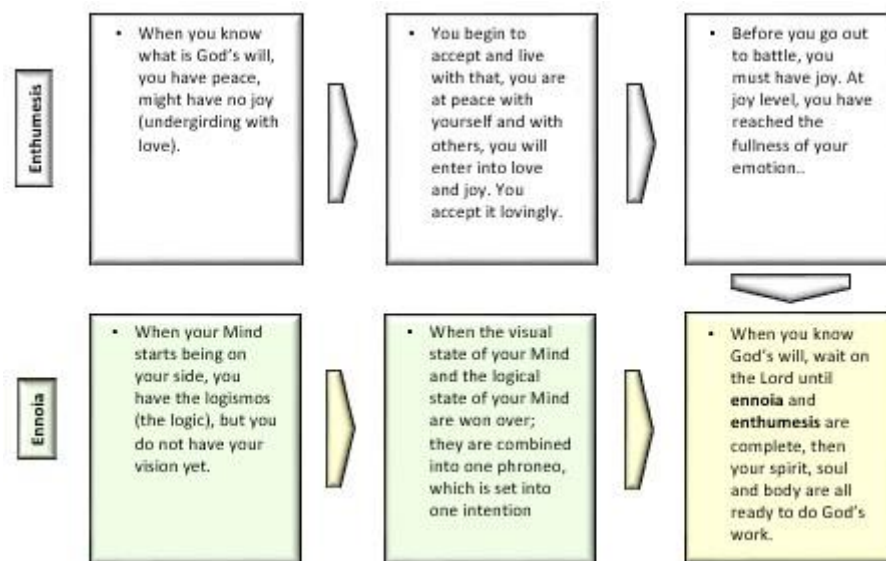 Enthumesis
• When you know
what is God's will,
you have peace,
might have no joy
(undergirding with
love).
• You begin to
accept and live
with that, you are
at peace with
yourself and with
others, you will
enter into love
and joy. You
accept it lovingly.
• Before you go out
to battle, you
must have joy. At
joy level, you have
reached the
fullness of your
emotion..
Ennoia
• When your Mind
starts being on
your side, you
have the logismos
(the logic), but you
do not have your
vision yet.
• When the visual
state of your Mind
and the logical
state of your Mind
are won over;
they are combined
into one phroneo,
which is set into
one intention
• When you know
God's will, wait on
the Lord until
ennoia and
enthumesis are
complete, then
your spirit, soul
and body are all
ready to do God's
work.